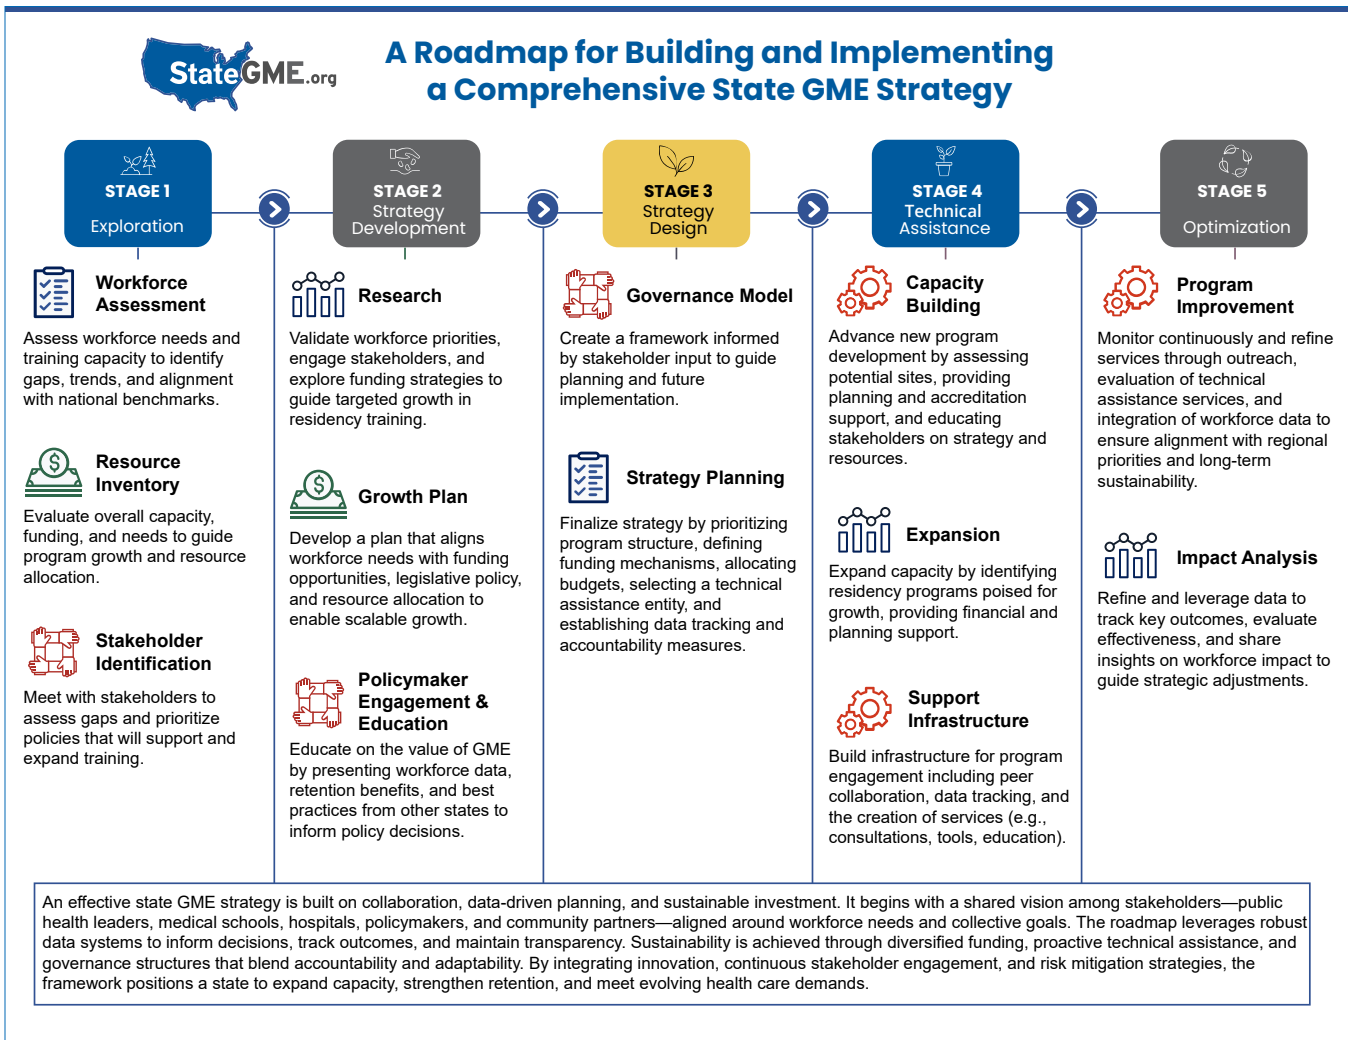 StateGME.org
A Roadmap for Building and Implementing
a Comprehensive State GME Strategy
STAGE 1
Exploration
Workforce
Assessment
Assess workforce needs and
training capacity to identify
gaps, trends, and alignment
with national benchmarks.
Resource
Inventory
Evaluate overall capacity,
funding, and needs to guide
program growth and resource
allocation.
Stakeholder
Identification
Meet with stakeholders to
assess gaps and prioritize
policies that will support and
expand training.
STAGE 2
Strategy
Development
Research
Validate workforce priorities,
engage stakeholders, and
explore funding strategies to
guide targeted growth in
residency training.
$
Growth Plan
Develop a plan that aligns
workforce needs with funding
opportunities, legislative policy,
and resource allocation to
enable scalable growth.
Policymaker
Engagement &
Education
Educate on the value of GME
by presenting workforce data,
retention benefits, and best
practices from other states to
inform policy decisions.
STAGE 3
Strategy
Design
Governance Model
Create a framework informed
by stakeholder input to guide
planning and future
implementation.
Strategy Planning
Finalize strategy by prioritizing
program structure, defining
funding mechanisms, allocating
budgets, selecting a technical
assistance entity, and
establishing data tracking and
accountability measures.
STAGE 4
Technical
Assistance
Capacity
Building
Advance new program
development by assessing
potential sites, providing
planning and accreditation
support, and educating
stakeholders on strategy and
resources.
Expansion
Expand capacity by identifying
residency programs poised for
growth, providing financial and
planning support.
Support
Infrastructure
Build infrastructure for program
engagement including peer
collaboration, data tracking, and
the creation of services (e.g.,
consultations, tools, education).
STAGE 5
Optimization
Program
Improvement
Monitor continuously and refine
services through outreach,
evaluation of technical
assistance services, and
integration of workforce data to
ensure alignment with regional
priorities and long-term
sustainability.
Impact Analysis
Refine and leverage data to
track key outcomes, evaluate
effectiveness, and share
insights on workforce impact to
guide strategic adjustments.
An effective state GME strategy is built on collaboration, data-driven planning, and sustainable investment. It begins with a shared vision among stakeholders—public
health leaders, medical schools, hospitals, policymakers, and community partners—aligned around workforce needs and collective goals. The roadmap leverages robust
data systems to inform decisions, track outcomes, and maintain transparency. Sustainability is achieved through diversified funding, proactive technical assistance, and
governance structures that blend accountability and adaptability. By integrating innovation, continuous stakeholder engagement, and risk mitigation strategies, the
framework positions a state to expand capacity, strengthen retention, and meet evolving health care demands.